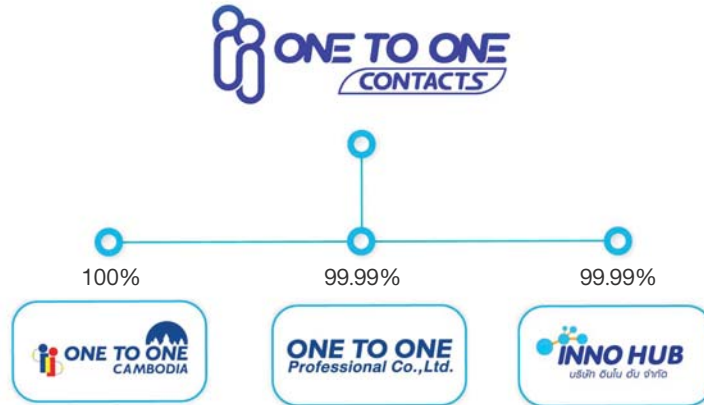 ONE TO ONE
CONTACTS
100%
99.99%
99.99%
ONE TO ONE
CAMBODIA
ONE TO ONE
Professional Co.,Ltd.
INNO HUB
บริษัท อินโน ฮับ จำกัด